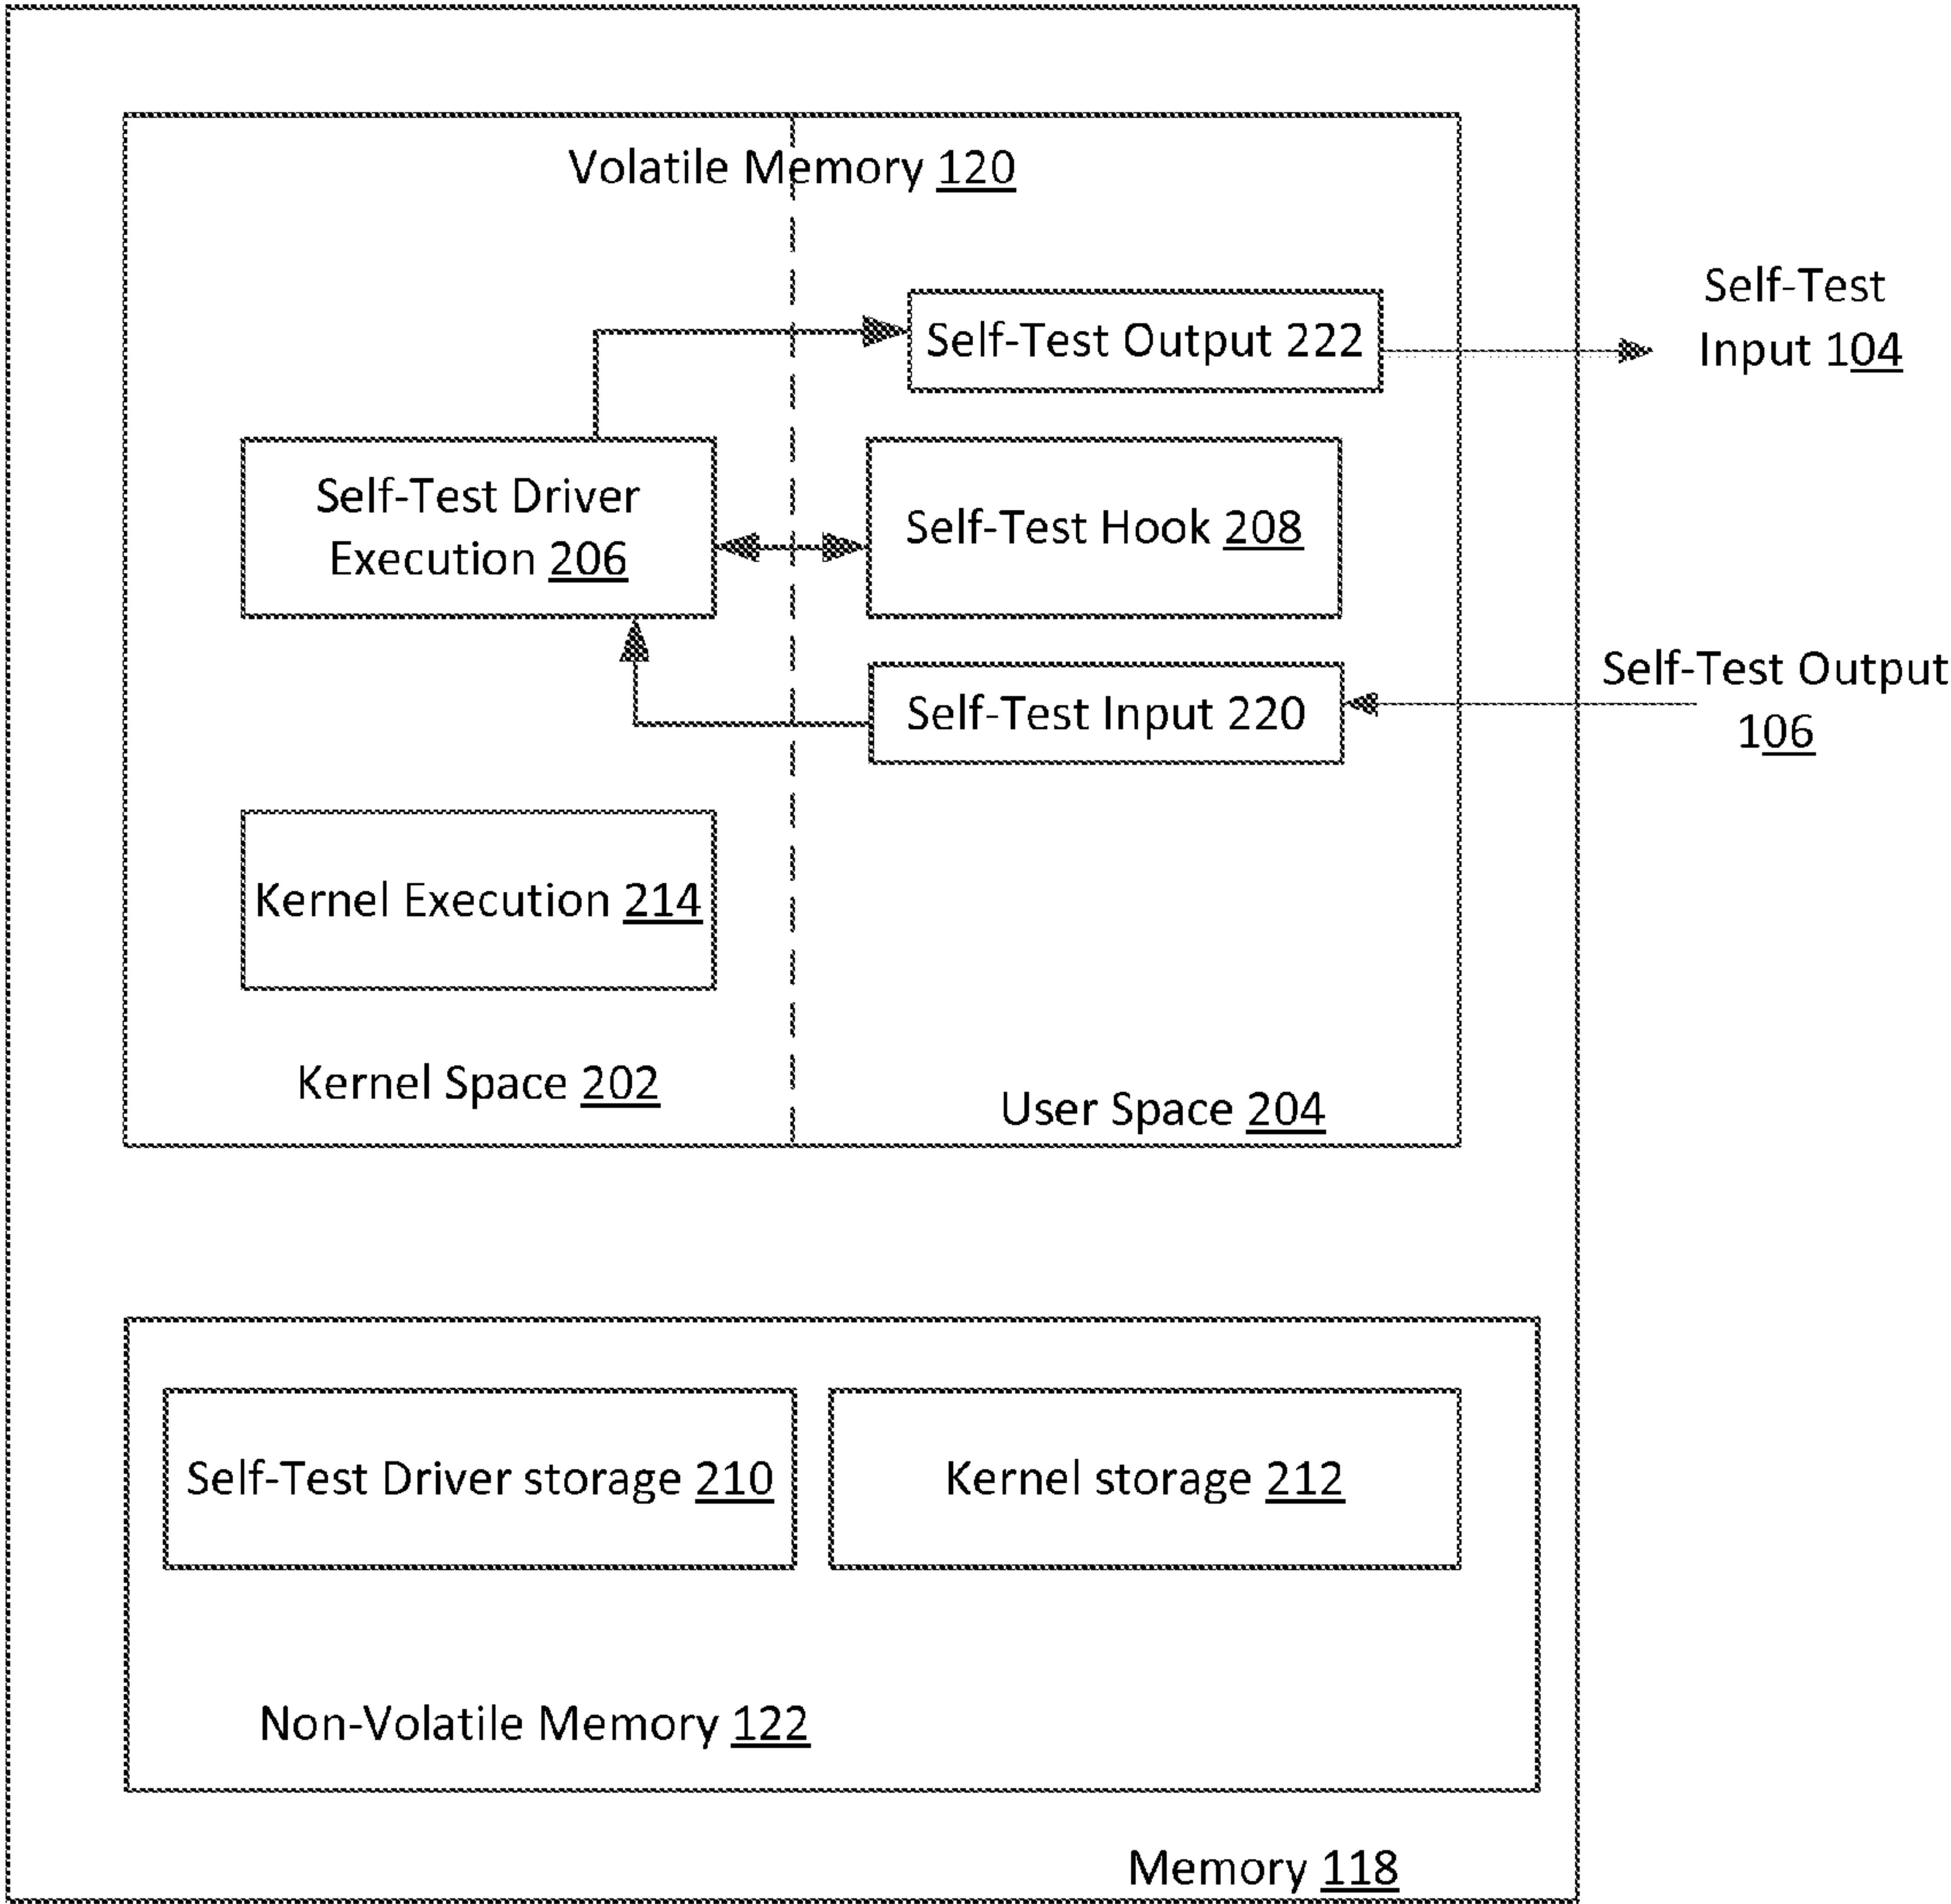 Volatile Memory 120
Self-Test Output 222
Self-Test
Input 104
Self-Test Driver
Execution 206
Self-Test Hook 208
Self-Test Input 220
Self-Test Output
106
Kernel Execution 214
Kernel Space 202
User Space 204
Self-Test Driver storage 210
Kernel storage 212
Non-Volatile Memory 122
Memory 118